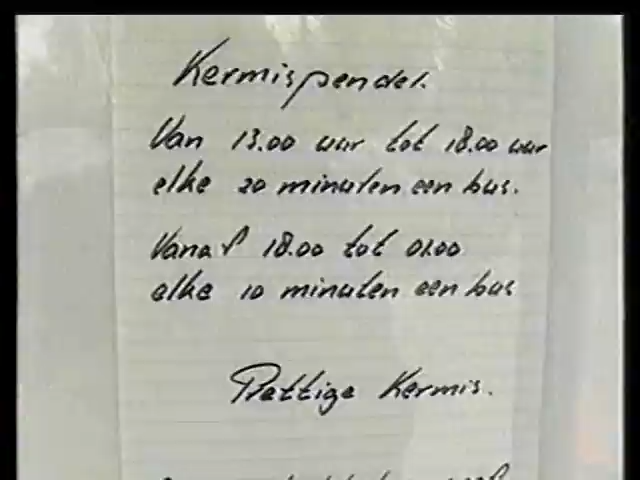 Kermispendel.
Van 13.00 uur tot 18.00 uur
elke 20 minuten een bus.
Vanaf 18.00 tot 01.00
elke 10 minuten een bus
Prettige Kermis.